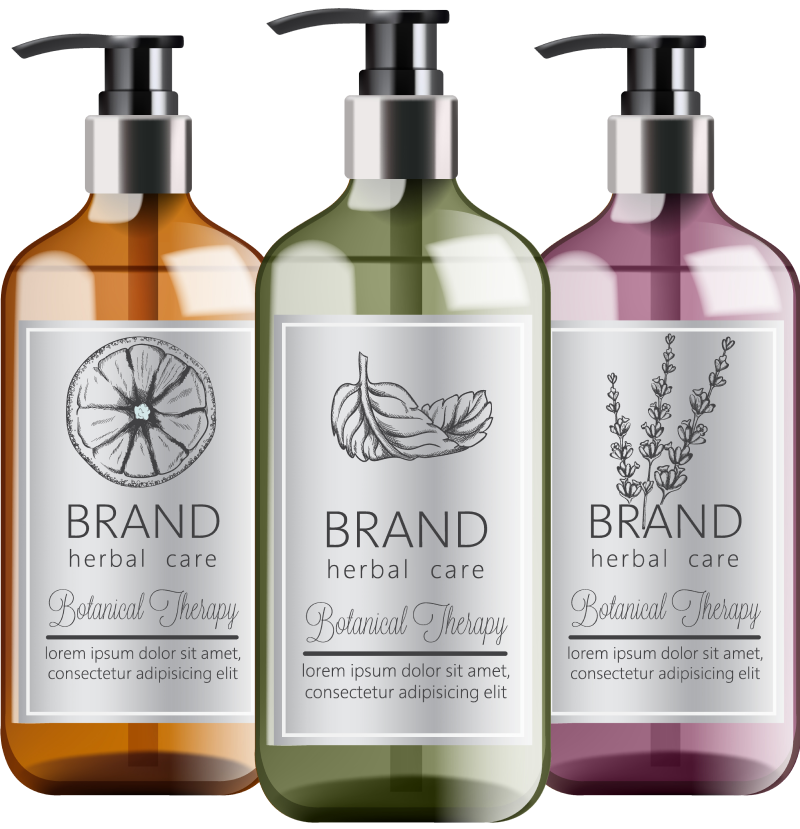 BRAND
herbal care
Botanical Therapy
lorem ipsum dolor sit amet,
consectetur adipisicing elit
BRAND
herbal care
Botanical Therapy
lorem ipsum dolor sit amet,
consectetur adipisicing elit
BRAND
herbal care
Botanical Therapy
lorem ipsum dolor sit amet,
consectetur adipisicing elit